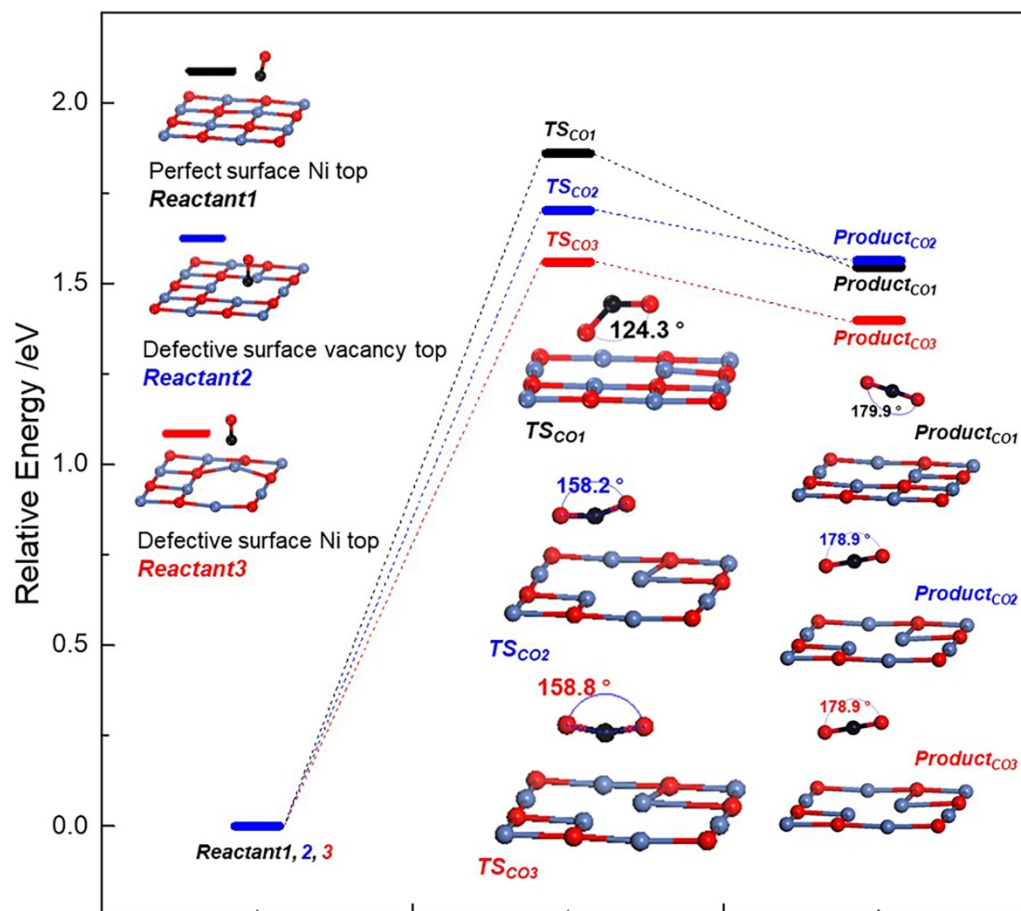 Relative Energy /eV
2.0
1.5
1.0
0.5
0.0
Perfect surface Ni top
Reactant1
Defective surface vacancy top
Reactant2
Defective surface Ni top
Reactant3
Reactant1, 2, 3
TSCO1
TSCO2
TSCO3
124.3 °
TSCO1
158.2 °
TSCO2
158.8 °
TSCO3
ProductCO2
ProductCO1
ProductCO3
179.9 °
ProductCO1
178.9 °
ProductCO2
178.9 °
ProductCO3